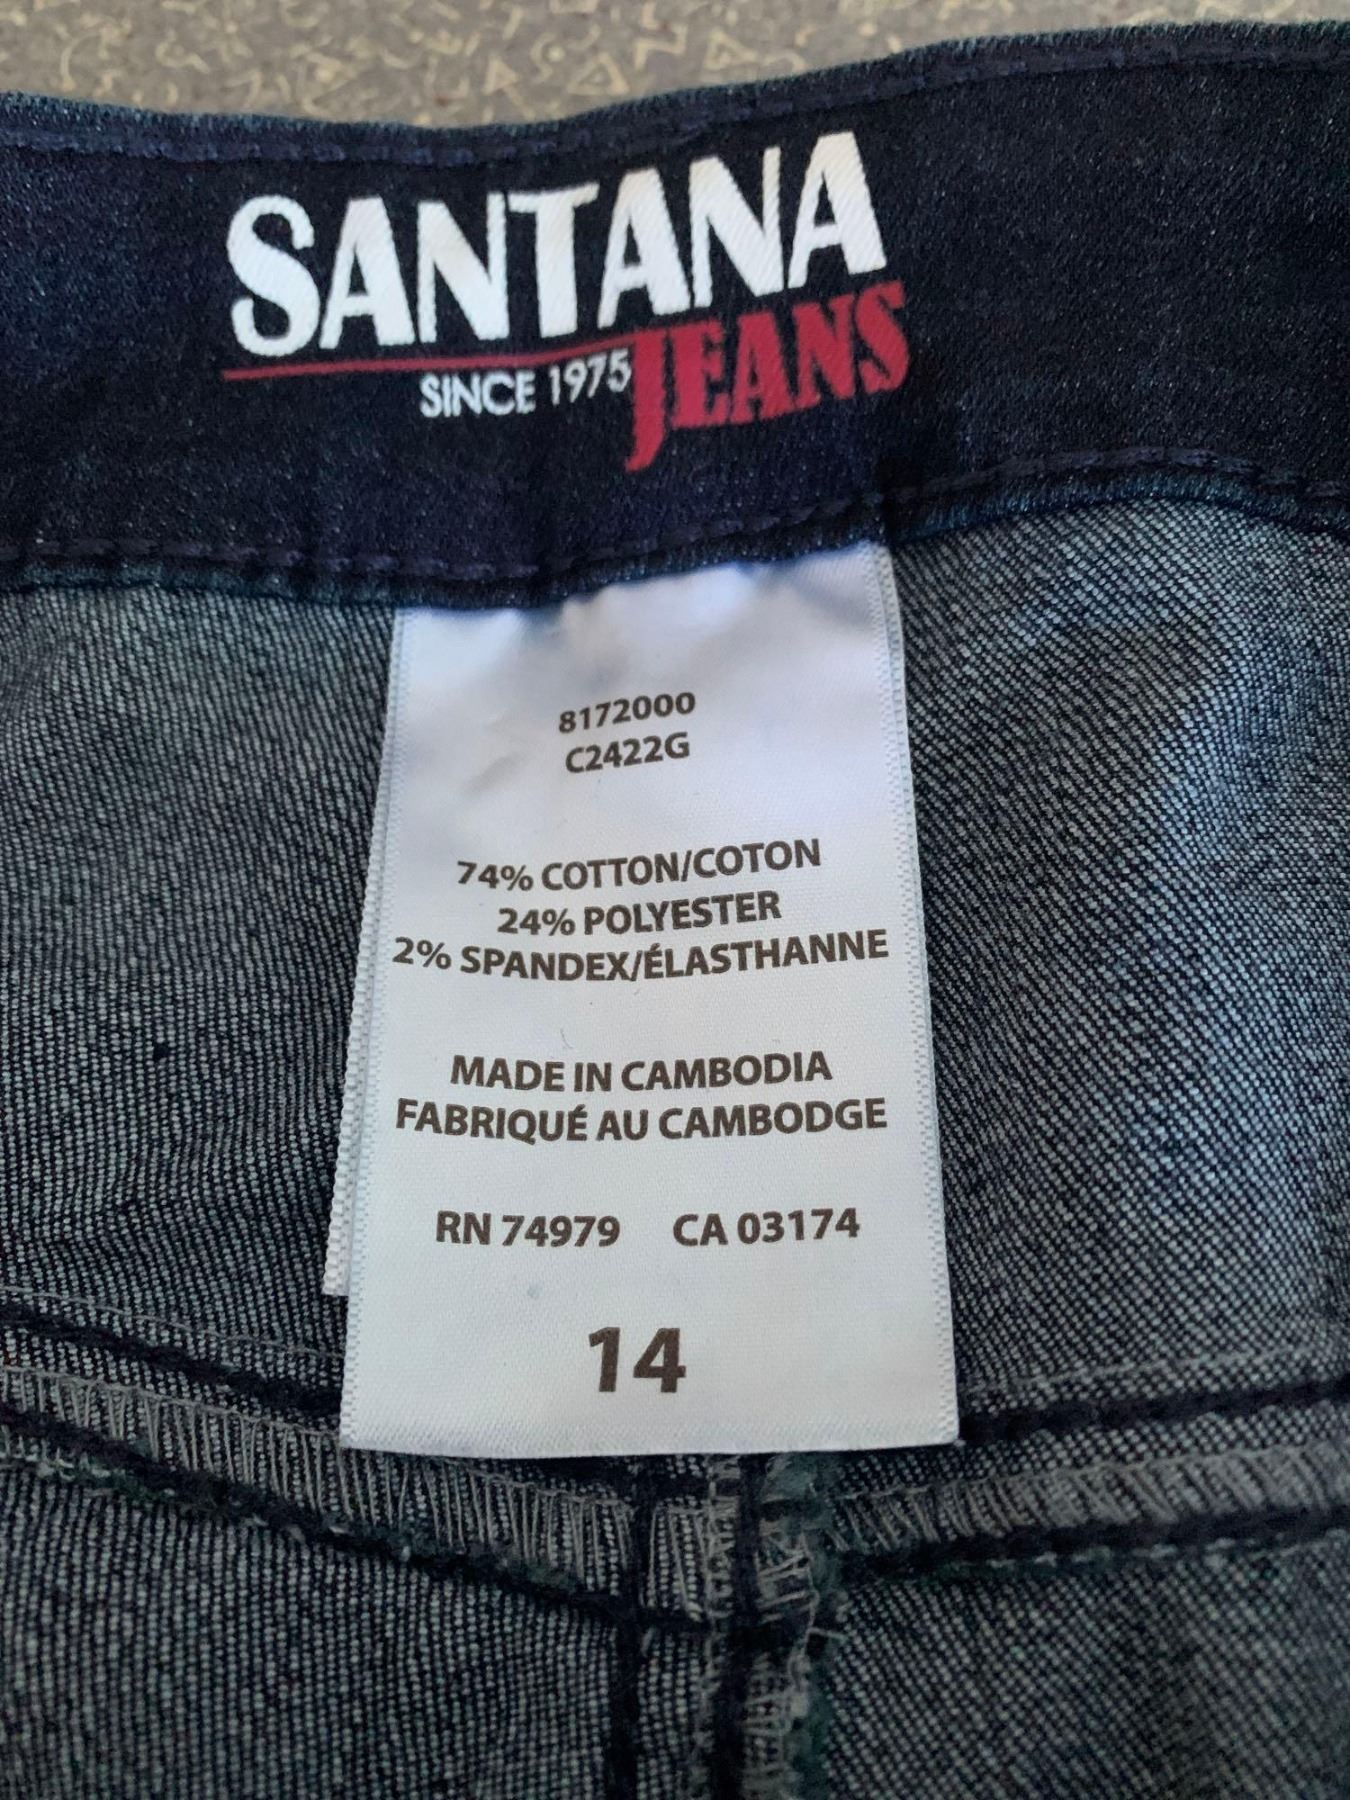 SANTANA
SINCE 1975 JEANS
8172000
C2422G
74% COTTON/COTON
24% POLYESTER
2% SPANDEX/ÉLASTHANNE
MADE IN CAMBODIA
FABRIQUÉ AU CAMBODGE
RN 74979 CA 03174
14